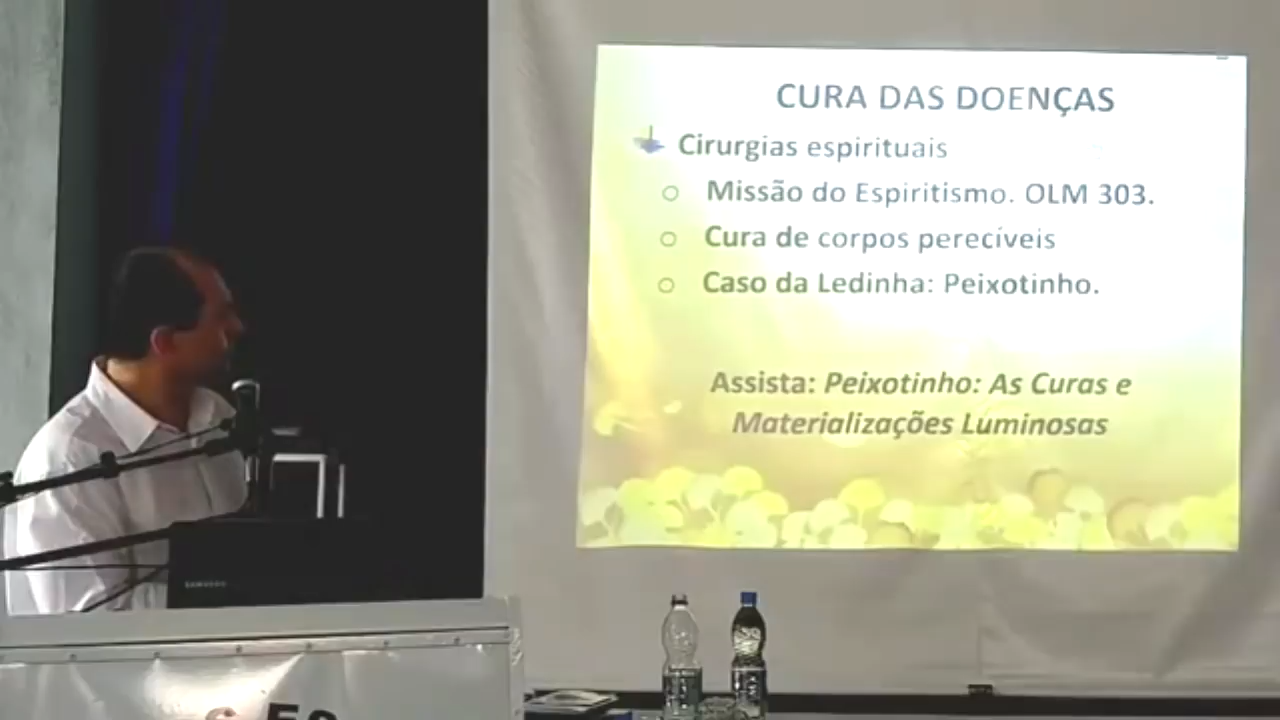 CURA DAS DOENÇAS
Cirurgias espirituais
Missão do Espiritismo. OLM 303.
Cura de corpos perecíveis
Caso da Ledinha: Peixotinho.
Assista: Peixotinho: As Curas e
Materializações Luminosas
SAMSUNG